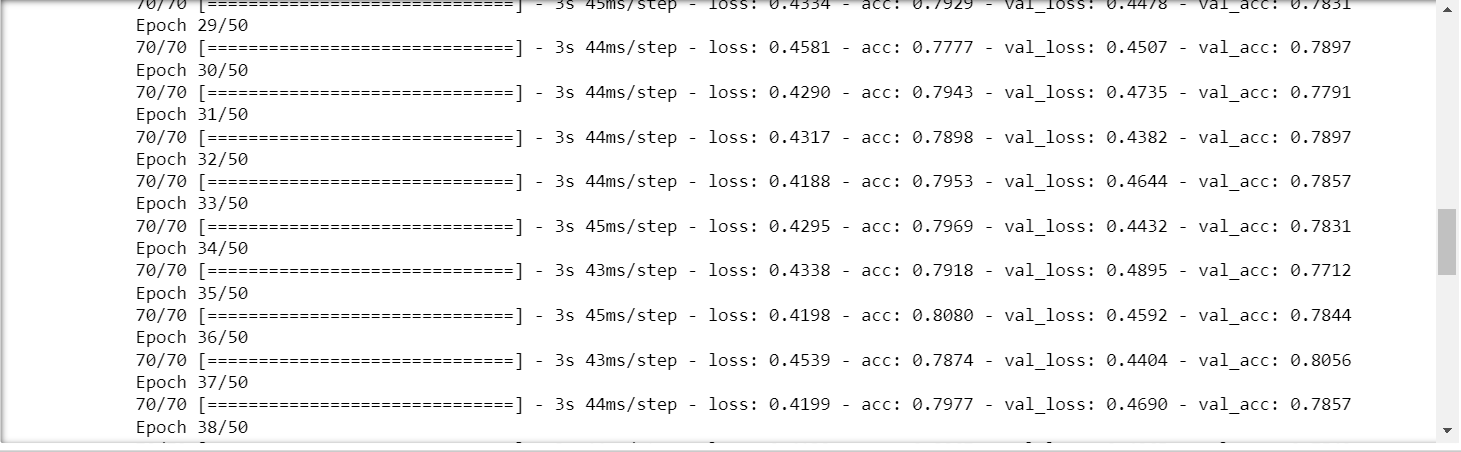 70/70 [==============================] - 3s 45ms/step - loss: 0.4334 - acc: 0.7929 - val_loss: 0.4478 - val_acc: 0.7831
Epoch 29/50
70/70 [==============================] - 3s 44ms/step - loss: 0.4581 - acc: 0.7777 - val_loss: 0.4507 - val_acc: 0.7897
Epoch 30/50
70/70 [==============================] - 3s 44ms/step - loss: 0.4290 - acc: 0.7943 - val_loss: 0.4735 - val_acc: 0.7791
Epoch 31/50
70/70 [==============================] - 3s 44ms/step - loss: 0.4317 - acc: 0.7898 - val_loss: 0.4382 - val_acc: 0.7897
Epoch 32/50
70/70 [==============================] - 3s 44ms/step - loss: 0.4188 - acc: 0.7953 - val_loss: 0.4644 - val_acc: 0.7857
Epoch 33/50
70/70 [==============================] - 3s 45ms/step - loss: 0.4295 - acc: 0.7969 - val_loss: 0.4432 - val_acc: 0.7831
Epoch 34/50
70/70 [==============================] - 3s 43ms/step - loss: 0.4338 - acc: 0.7918 - val_loss: 0.4895 - val_acc: 0.7712
Epoch 35/50
70/70 [==============================] - 3s 45ms/step - loss: 0.4198 - acc: 0.8080 - val_loss: 0.4592 - val_acc: 0.7844
Epoch 36/50
70/70 [==============================] - 3s 43ms/step - loss: 0.4539 - acc: 0.7874 - val_loss: 0.4404 - val_acc: 0.8056
Epoch 37/50
70/70 [==============================] - 3s 44ms/step - loss: 0.4199 - acc: 0.7977 - val_loss: 0.4690 - val_acc: 0.7857
Epoch 38/50